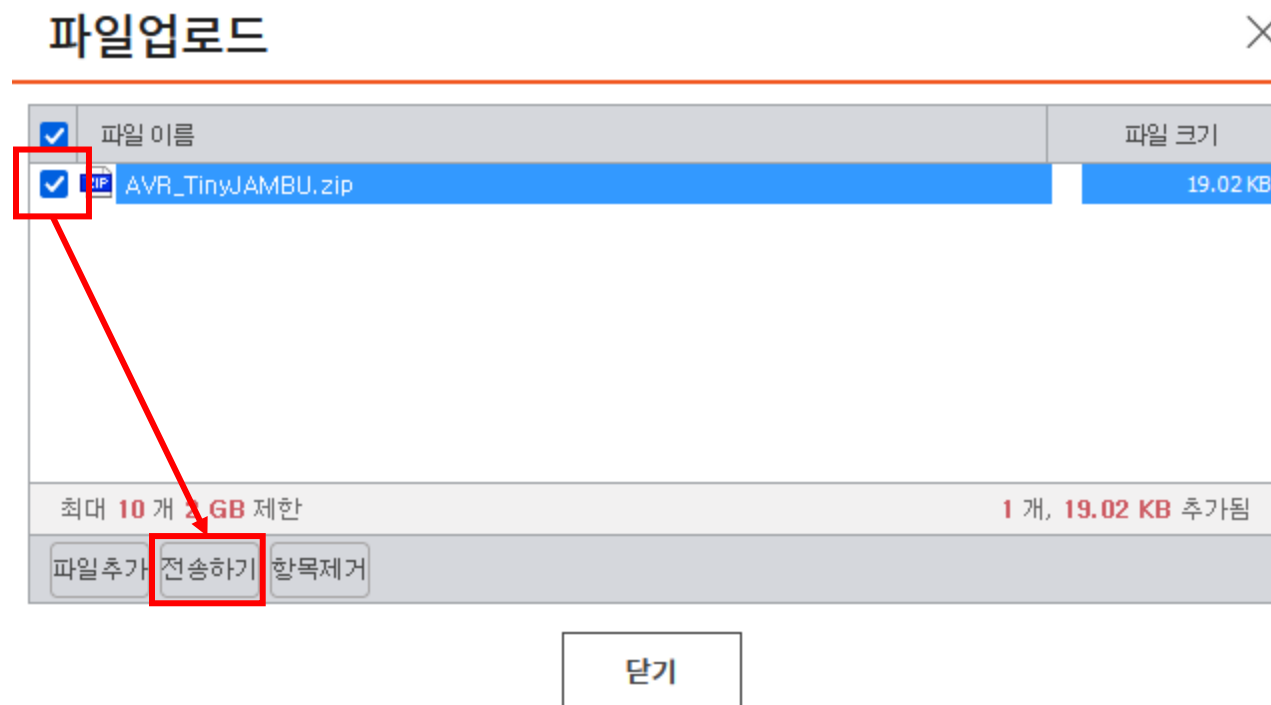 파일업로드
파일 이름 파일 크기
ZIP AVR_TinyJAMBU.zip 19.02 KB
최대 10 개 2 GB 제한 1 개, 19.02 KB 추가됨
파일추가 전송하기 항목제거
닫기